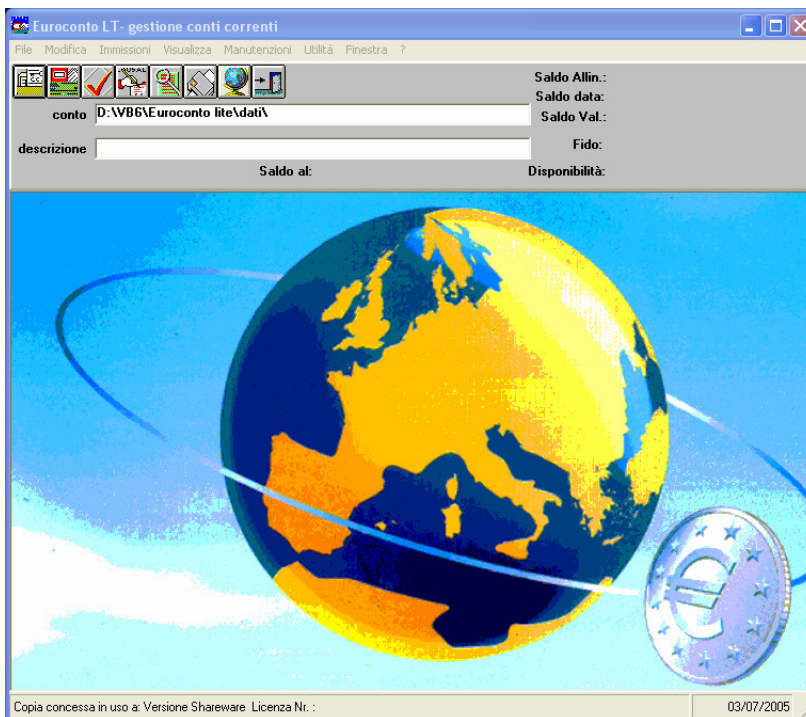 Euroconto LT- gestione conti correnti
File Modifica Immissioni Visualizza Manutenzioni Utilità Finestra ?
Saldo Allin.:
Saldo data:
conto D:\VB6\Euroconto lite\dati\ Saldo Val.:
descrizione Fido:
Saldo al: Disponibilità:
Copia concessa in uso a: Versione Shareware Licenza Nr. : 03/07/2005